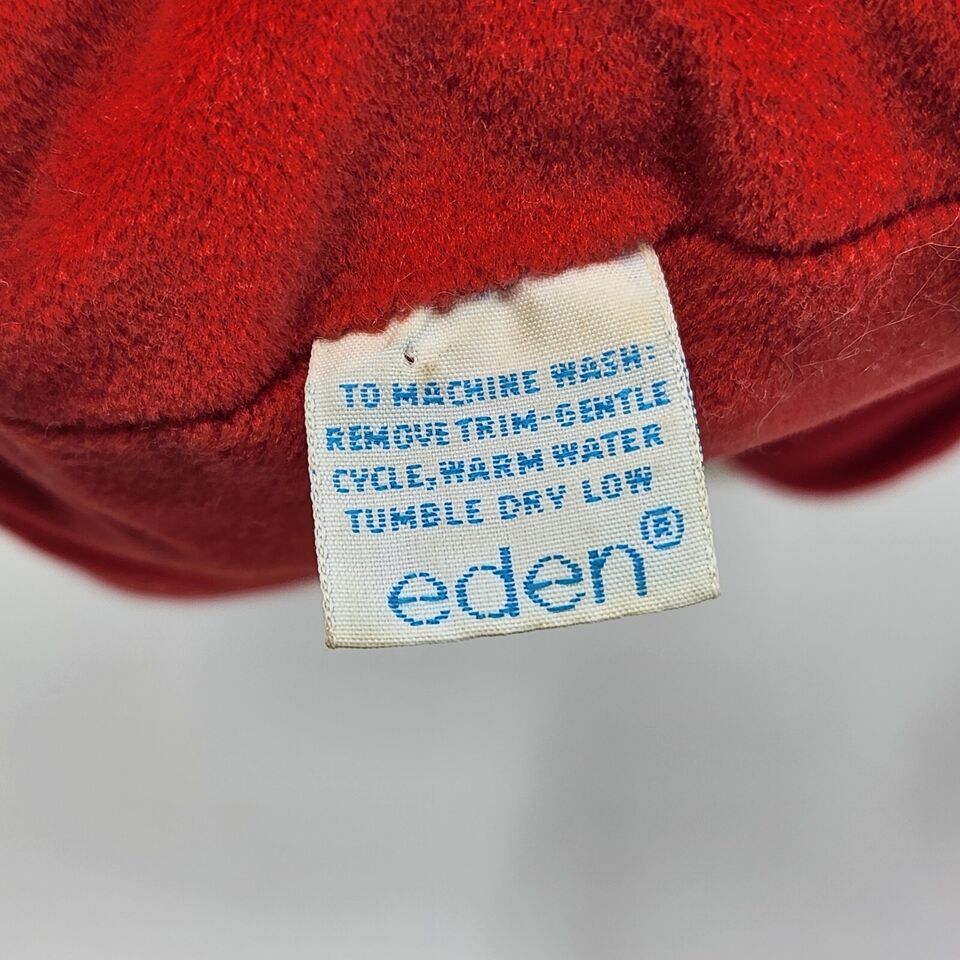 TO MACHINE WASH:
REMOVE TRIM-GENTLE
CYCLE, WARM WATER
TUMBLE DRY LOW
eden®